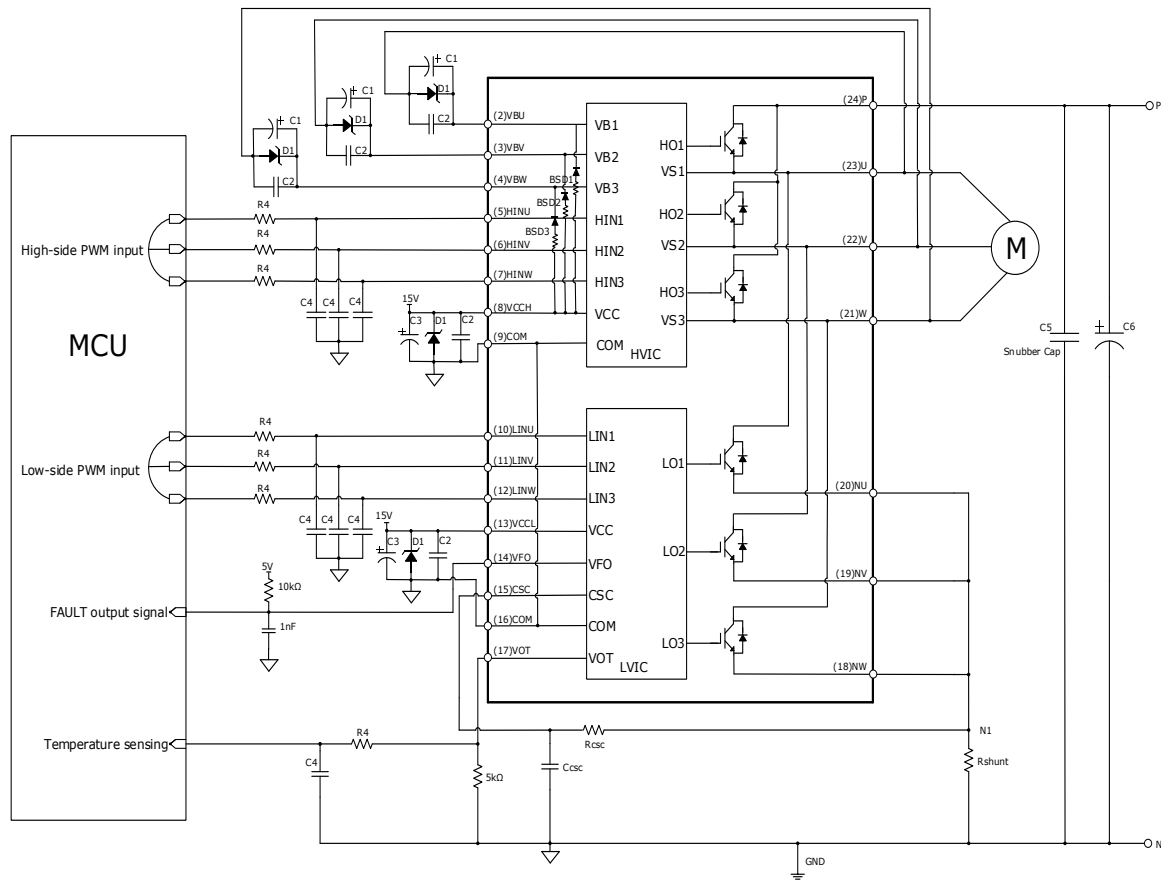 C1
D1
C2
C1
D1
C2
C1
D1
C2
MCU
High-side PWM input
R4
R4
R4
C4
C4
C4
15V
C3
D1
C2
(2)VBU
(3)VBV
(4)VBW
(5)HINU
(6)HINV
(7)HINW
(8)VCCH
(9)COM
BSD1
BSD2
BSD3
VB1
VB2
VB3
HIN1
HIN2
HIN3
VCC
COM
HVIC
HO1
VS1
HO2
VS2
HO3
VS3
(24)P
(23)U
(22)V
(21)W
M
P
C5
Snubber Cap
C6
Low-side PWM input
R4
R4
R4
C4
C4
C4
15V
C3
D1
C2
(10)LINU
(11)LINV
(12)LINW
(13)VCCL
(14)VFO
(15)CSC
(16)COM
(17)VOT
LIN1
LIN2
LIN3
VCC
VFO
CSC
COM
VOT
LVIC
LO1
LO2
LO3
(20)NU
(19)NV
(18)NW
5V
10kΩ
FAULT output signal
1nF
Temperature sensing
R4
C4
5kΩ
Ccsc
Rcsc
N1
Rshunt
GND
N